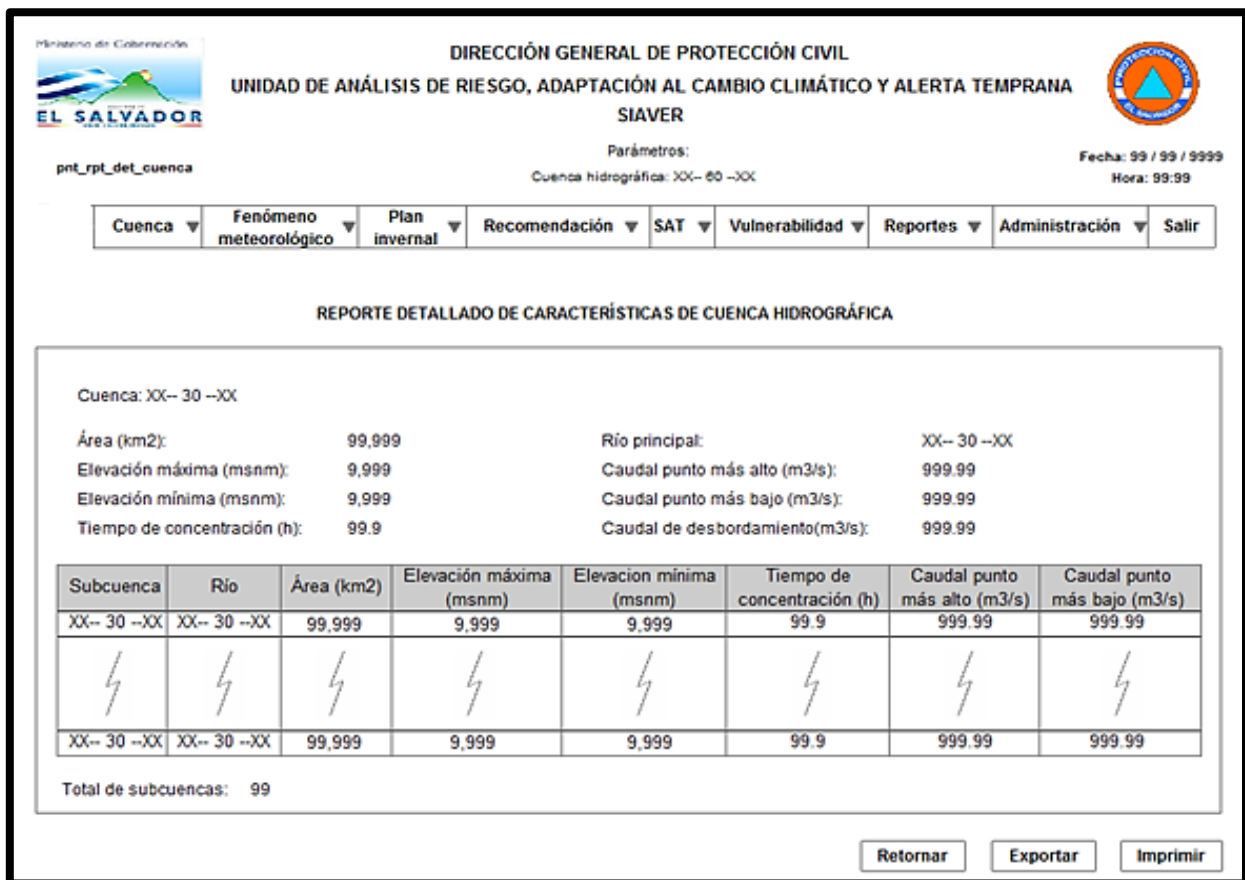 Ministerio de Gobernación
EL SALVADOR
DIRECCIÓN GENERAL DE PROTECCIÓN CIVIL
UNIDAD DE ANÁLISIS DE RIESGO, ADAPTACIÓN AL CAMBIO CLIMÁTICO Y ALERTA TEMPRANA
SIAVER
PROTECCION CIVIL
EL SALVADOR
pnt_rpt_det_cuenca
Parámetros:
Cuenca hidrográfica: XX-- 60 --XX
Fecha: 99 / 99 / 9999
Hora: 99:99
Cuenca
Fenómeno
meteorológico
Plan
invernal
Recomendación
SAT
Vulnerabilidad
Reportes
Administración
Salir
REPORTE DETALLADO DE CARACTERÍSTICAS DE CUENCA HIDROGRÁFICA
Cuenca: XX-- 30 --XX
Área (km2): 99,999 Río principal: XX-- 30 --XX
Elevación máxima (msnm): 9,999 Caudal punto más alto (m3/s): 999.99
Elevación mínima (msnm): 9,999 Caudal punto más bajo (m3/s): 999.99
Tiempo de concentración (h): 99.9 Caudal de desbordamiento(m3/s): 999.99
Subcuenca
Río
Área (km2)
Elevación máxima
(msnm)
Elevacion mínima
(msnm)
Tiempo de
concentración (h)
Caudal punto
más alto (m3/s)
Caudal punto
más bajo (m3/s)
XX-- 30 --XX XX-- 30 --XX 99,999 9,999 9,999 99.9 999.99 999.99
XX-- 30 --XX XX-- 30 --XX 99,999 9,999 9,999 99.9 999.99 999.99
Total de subcuencas: 99
Retornar
Exportar
Imprimir